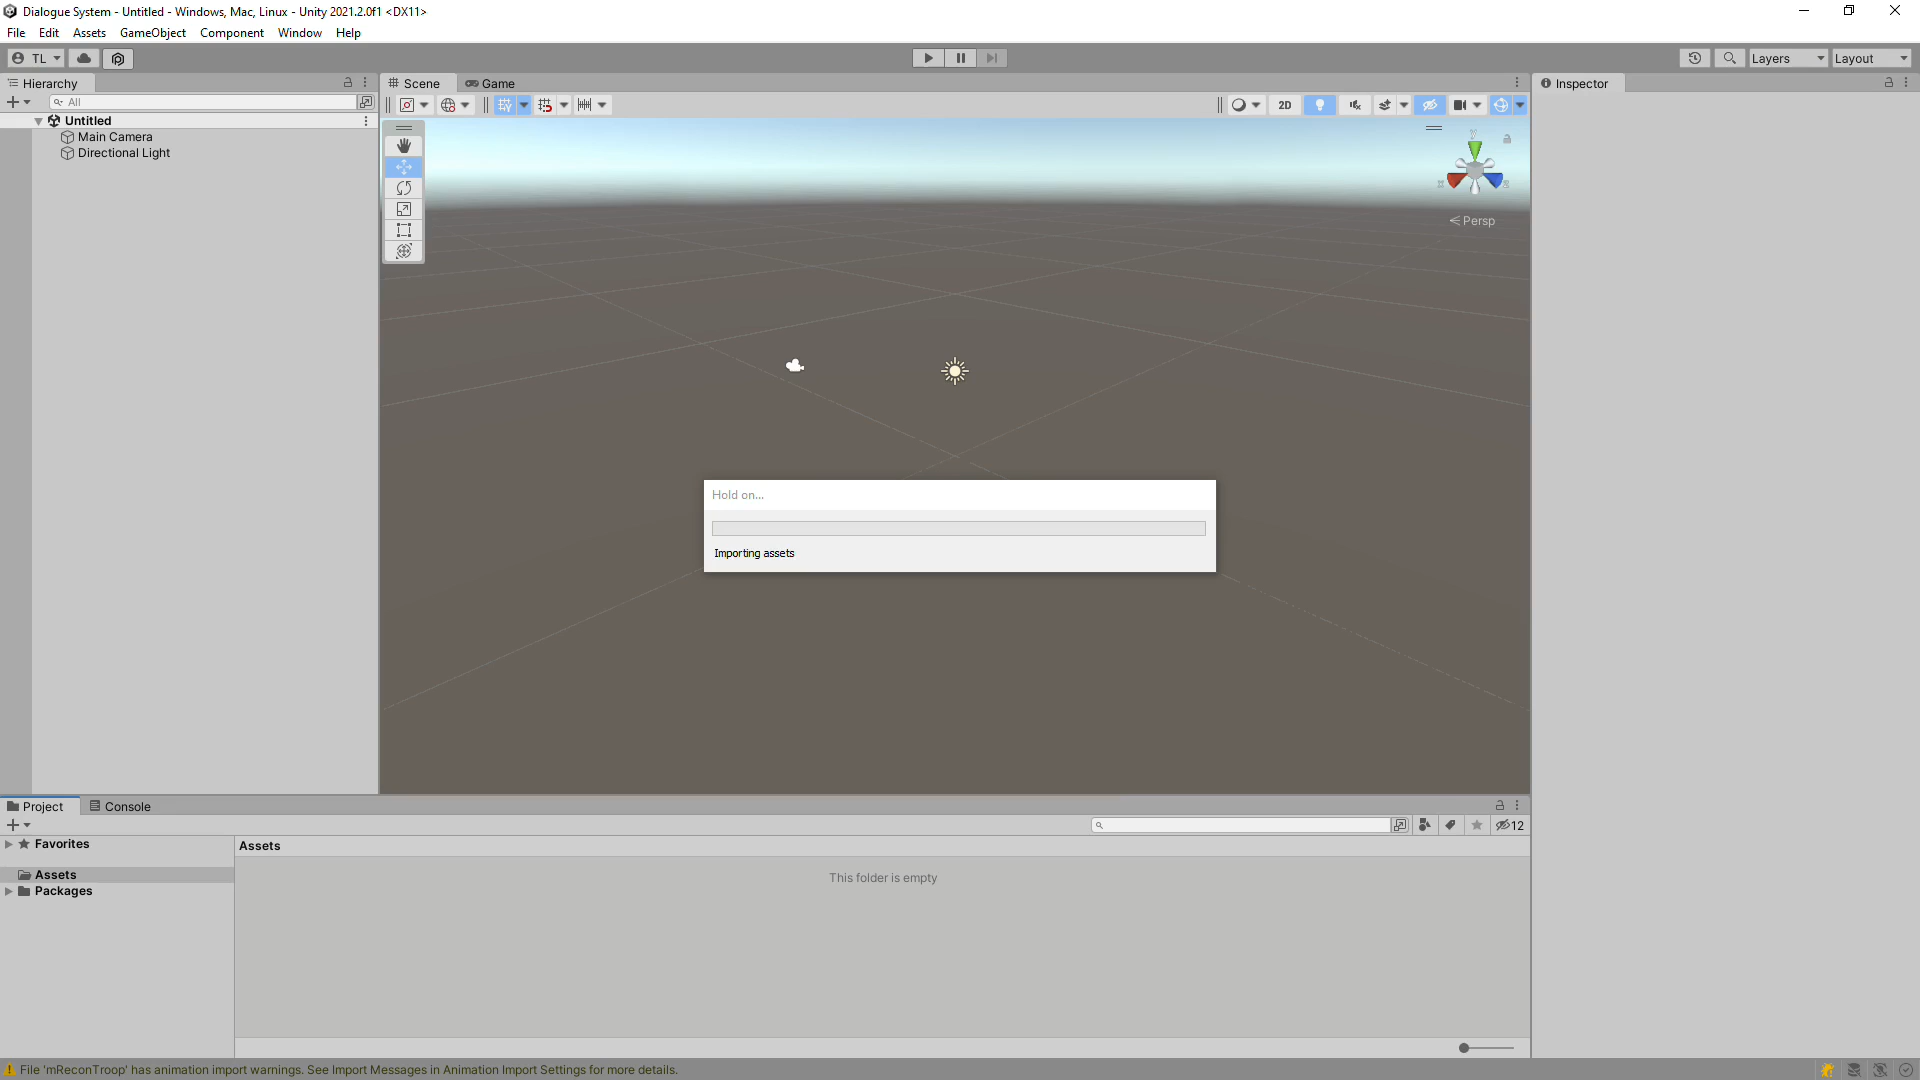 Dialogue System - Untitled - Windows, Mac, Linux - Unity 2021.2.0f1 <DX11>
File Edit Assets GameObject Component Window Help
TL
Layers
Layout
Hierarchy
Scene
Game
Inspector
All
2D
Untitled
Main Camera
Directional Light
y
x
z
Persp
Hold on...
Importing assets
Project
Console
12
Favorites
Assets
Packages
Assets
This folder is empty
File 'mReconTroop' has animation import warnings. See Import Messages in Animation Import Settings for more details.